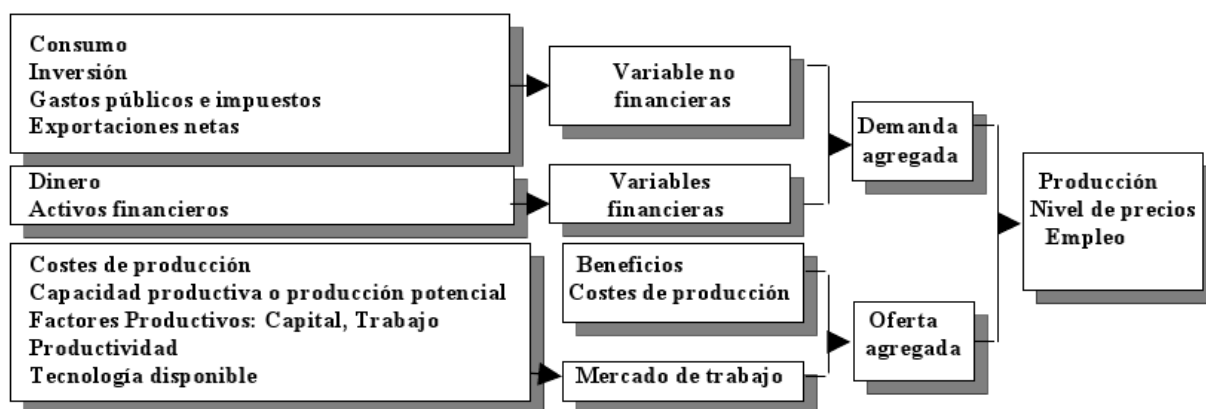 Consumo
Inversión
Gastos públicos e impuestos
Exportaciones netas
Variable no
financieras
Dinero
Activos financieros
Variables
financieras
Demanda
agregada
Costes de producción
Capacidad productiva o producción potencial
Factores Productivos: Capital, Trabajo
Productividad
Tecnología disponible
Beneficios
Costes de producción
Mercado de trabajo
Oferta
agregada
Producción
Nivel de precios
Empleo